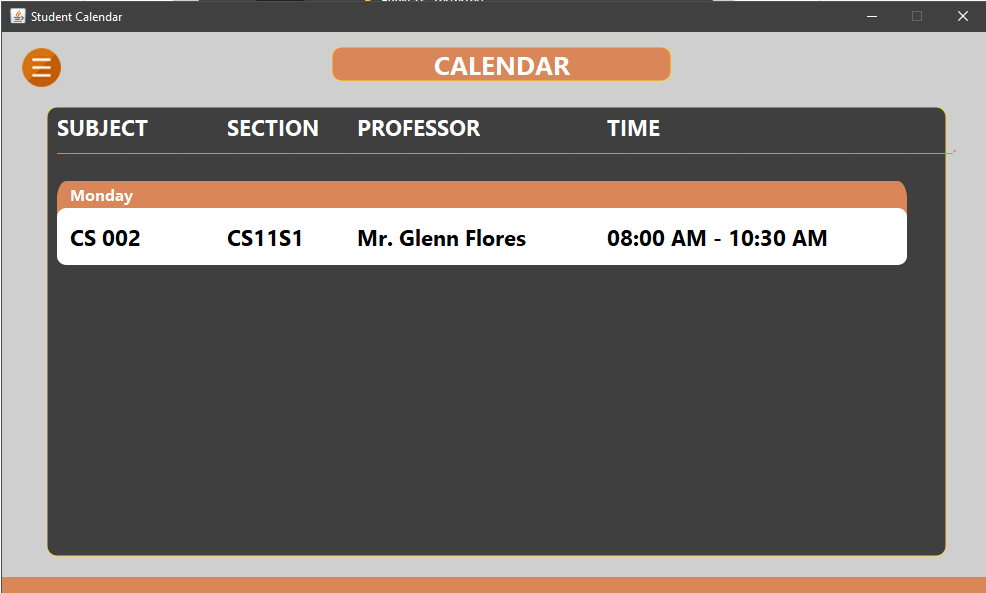 Student Calendar
CALENDAR
SUBJECT SECTION PROFESSOR TIME
Monday
CS 002 CS11S1 Mr. Glenn Flores 08:00 AM - 10:30 AM